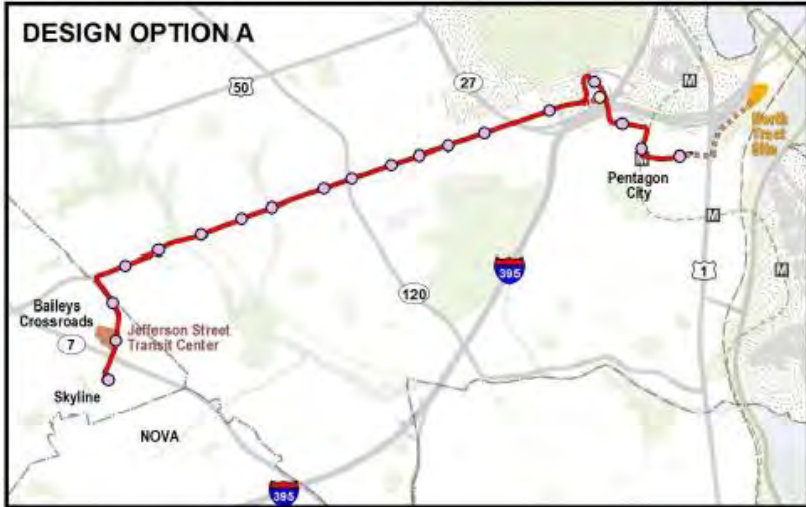 DESIGN OPTION A
50
27
M
North
Tract
Site
M
Pentagon
City
M
1
M
395
120
Baileys
Crossroads
Jefferson Street
Transit Center
7
Skyline
NOVA
395